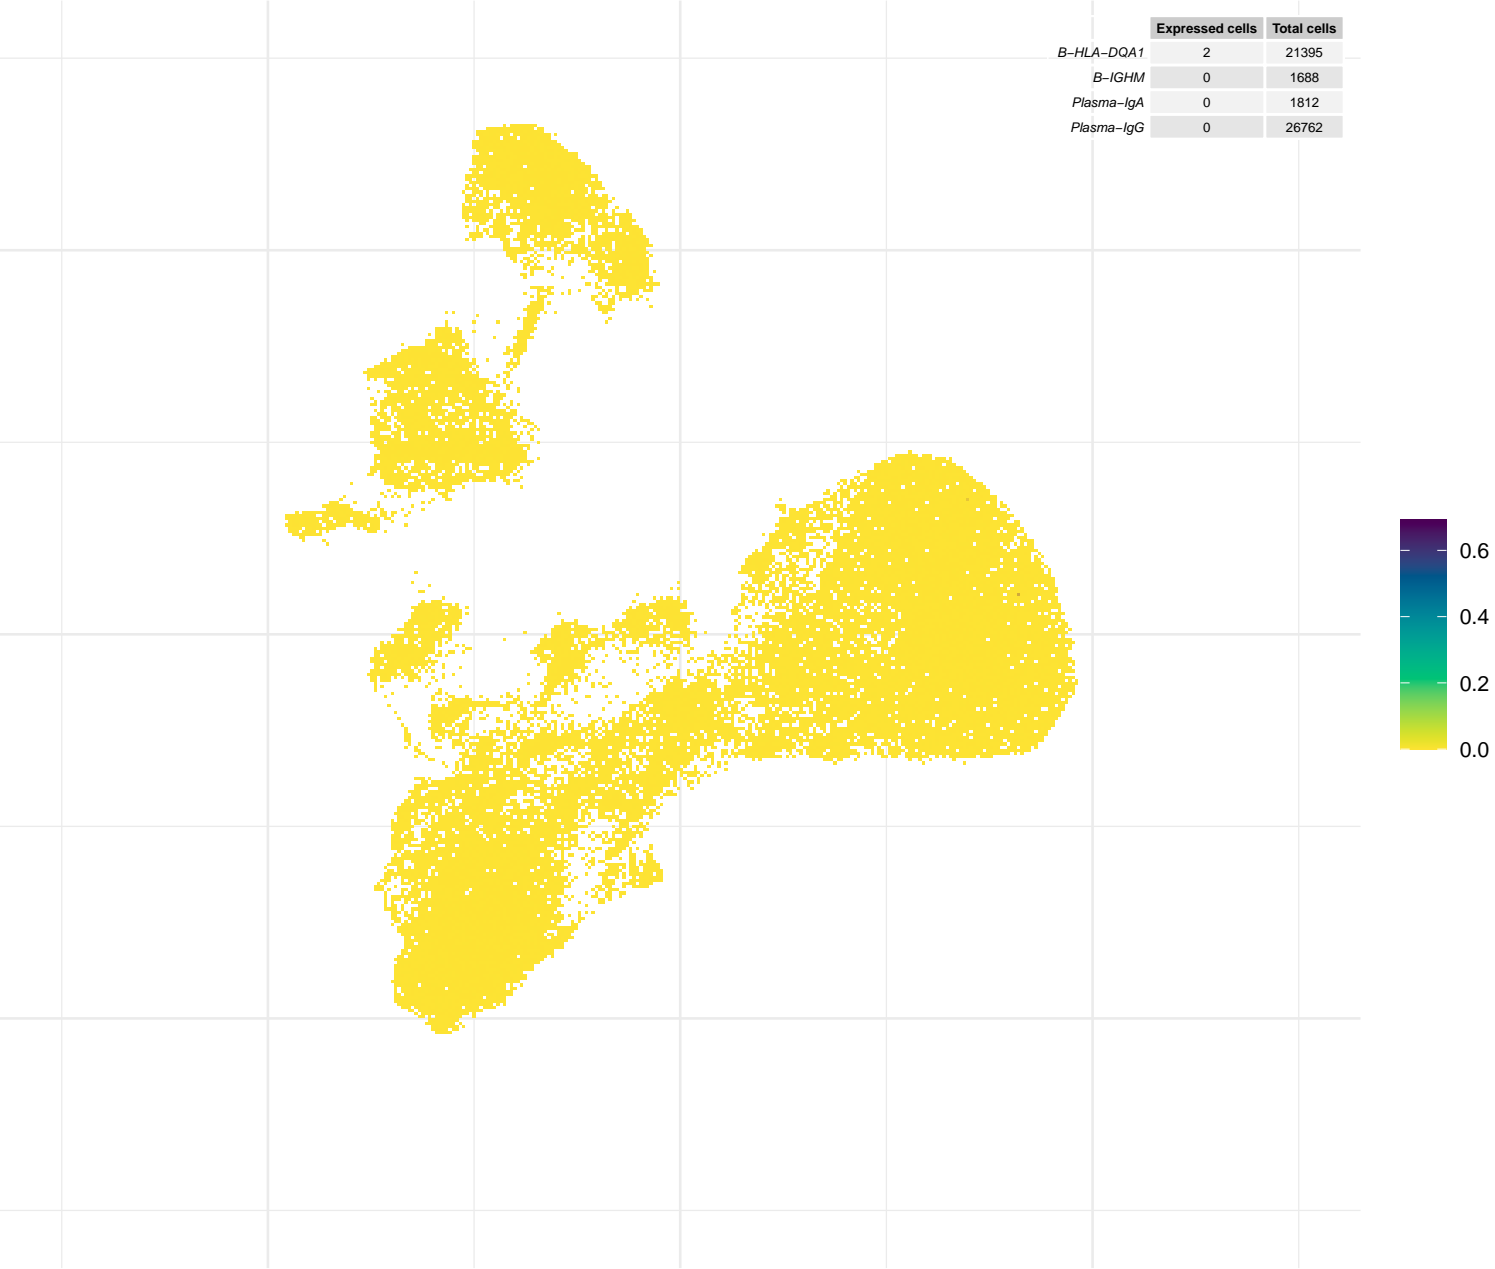 Expressed cells Total cells
B−HLA−DQA1 2 21395
B−IGHM 0 1688
Plasma−IgA 0 1812
Plasma−IgG 0 26762
0.6
0.4
0.2
0.0